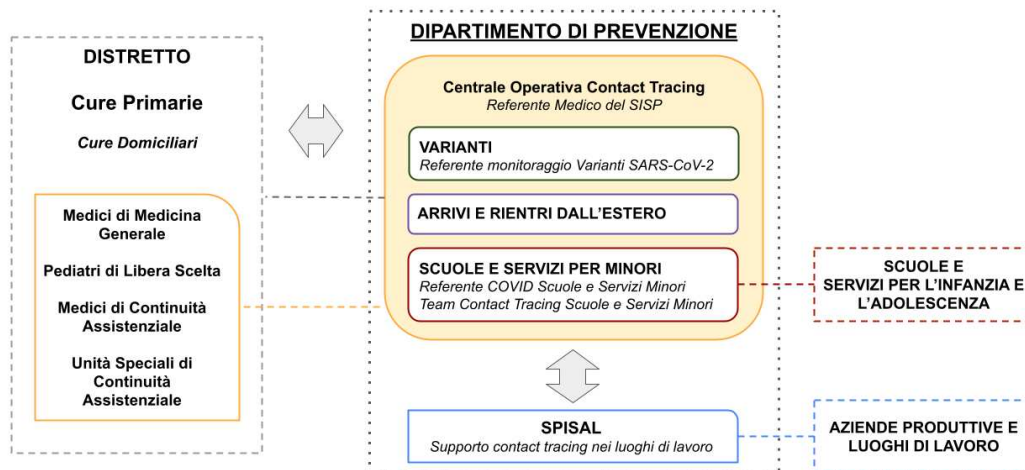 DISTRETTO
Cure Primarie
Cure Domiciliari
Medici di Medicina
Generale
Pediatri di Libera Scelta
Medici di Continuità
Assistenziale
Unità Speciali di
Continuità
Assistenziale
DIPARTIMENTO DI PREVENZIONE
Centrale Operativa Contact Tracing
Referente Medico del SISP
VARIANTI
Referente monitoraggio Varianti SARS-CoV-2
ARRIVI E RIENTRI DALL'ESTERO
SCUOLE E SERVIZI PER MINORI
Referente COVID Scuole e Servizi Minori
Team Contact Tracing Scuole e Servizi Minori
SPISAL
Supporto contact tracing nei luoghi di lavoro
SCUOLE E
SERVIZI PER L'INFANZIA E
L'ADOLESCENZA
AZIENDE PRODUTTIVE E
LUOGHI DI LAVORO